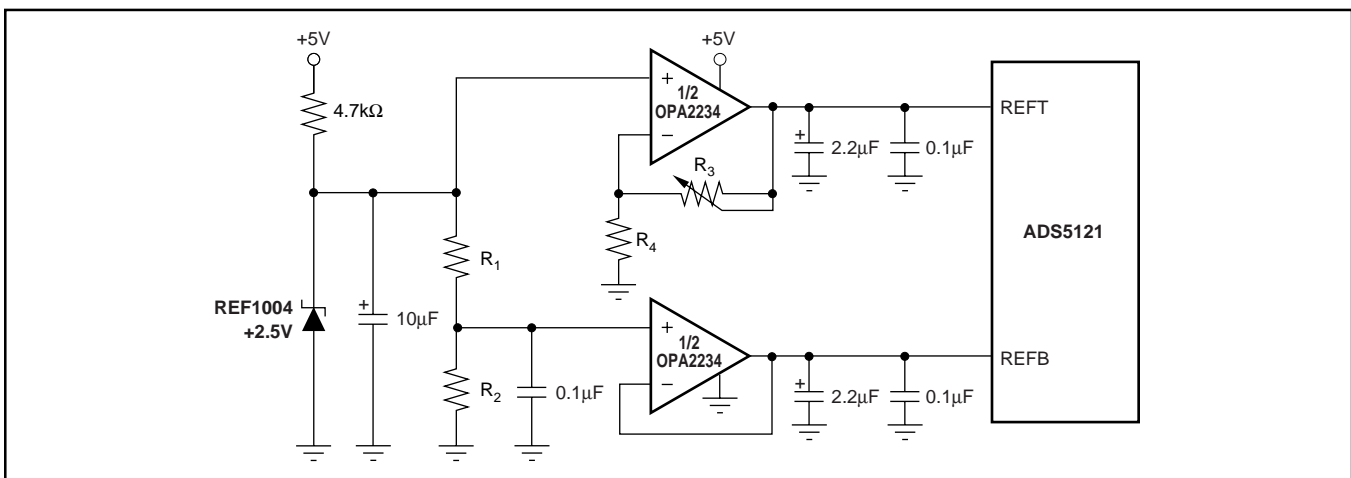 +5V
+5V
4.7kΩ
+
1/2
OPA2234
−
REFT
+
2.2μF
0.1μF
R3
R4
ADS5121
R1
REF1004
+2.5V
+
10μF
+
1/2
OPA2234
−
REFB
R2
0.1μF
+
2.2μF
0.1μF